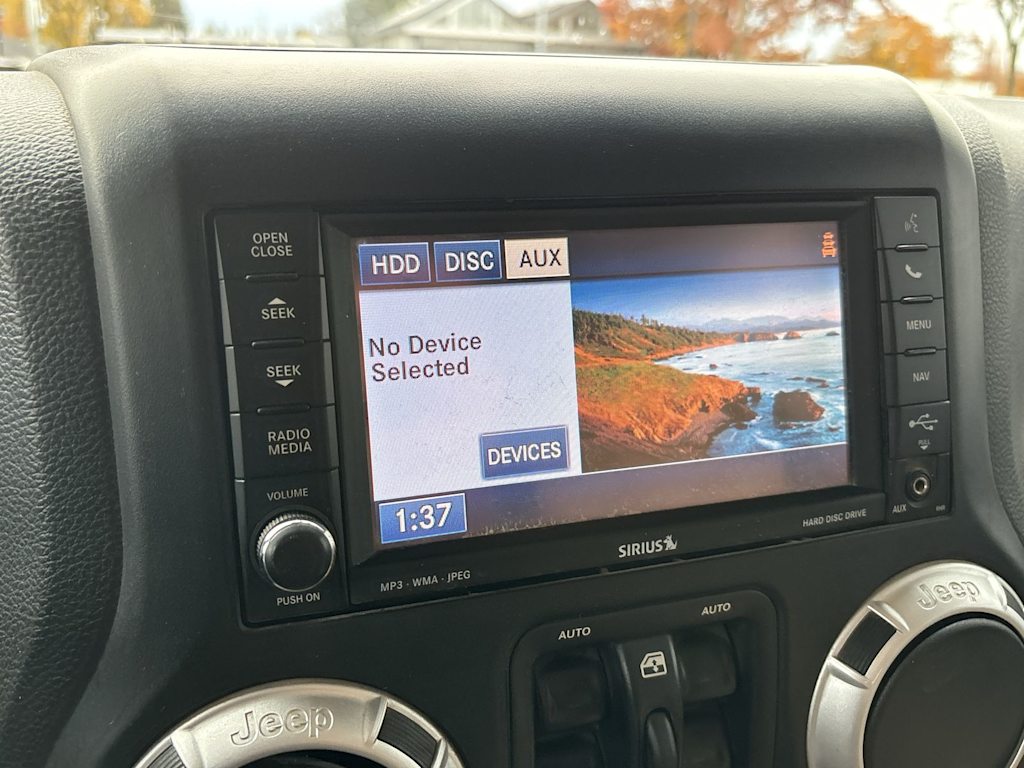 OPEN
CLOSE
SEEK
SEEK
RADIO
MEDIA
VOLUME
PUSH ON
HDD
DISC
AUX
No Device
Selected
DEVICES
1:37
MENU
NAV
PULL
AUX
MP3 · WMA · JPEG
SIRIUS
HARD DISC DRIVE
AUTO
AUTO
Jeep
Jeep